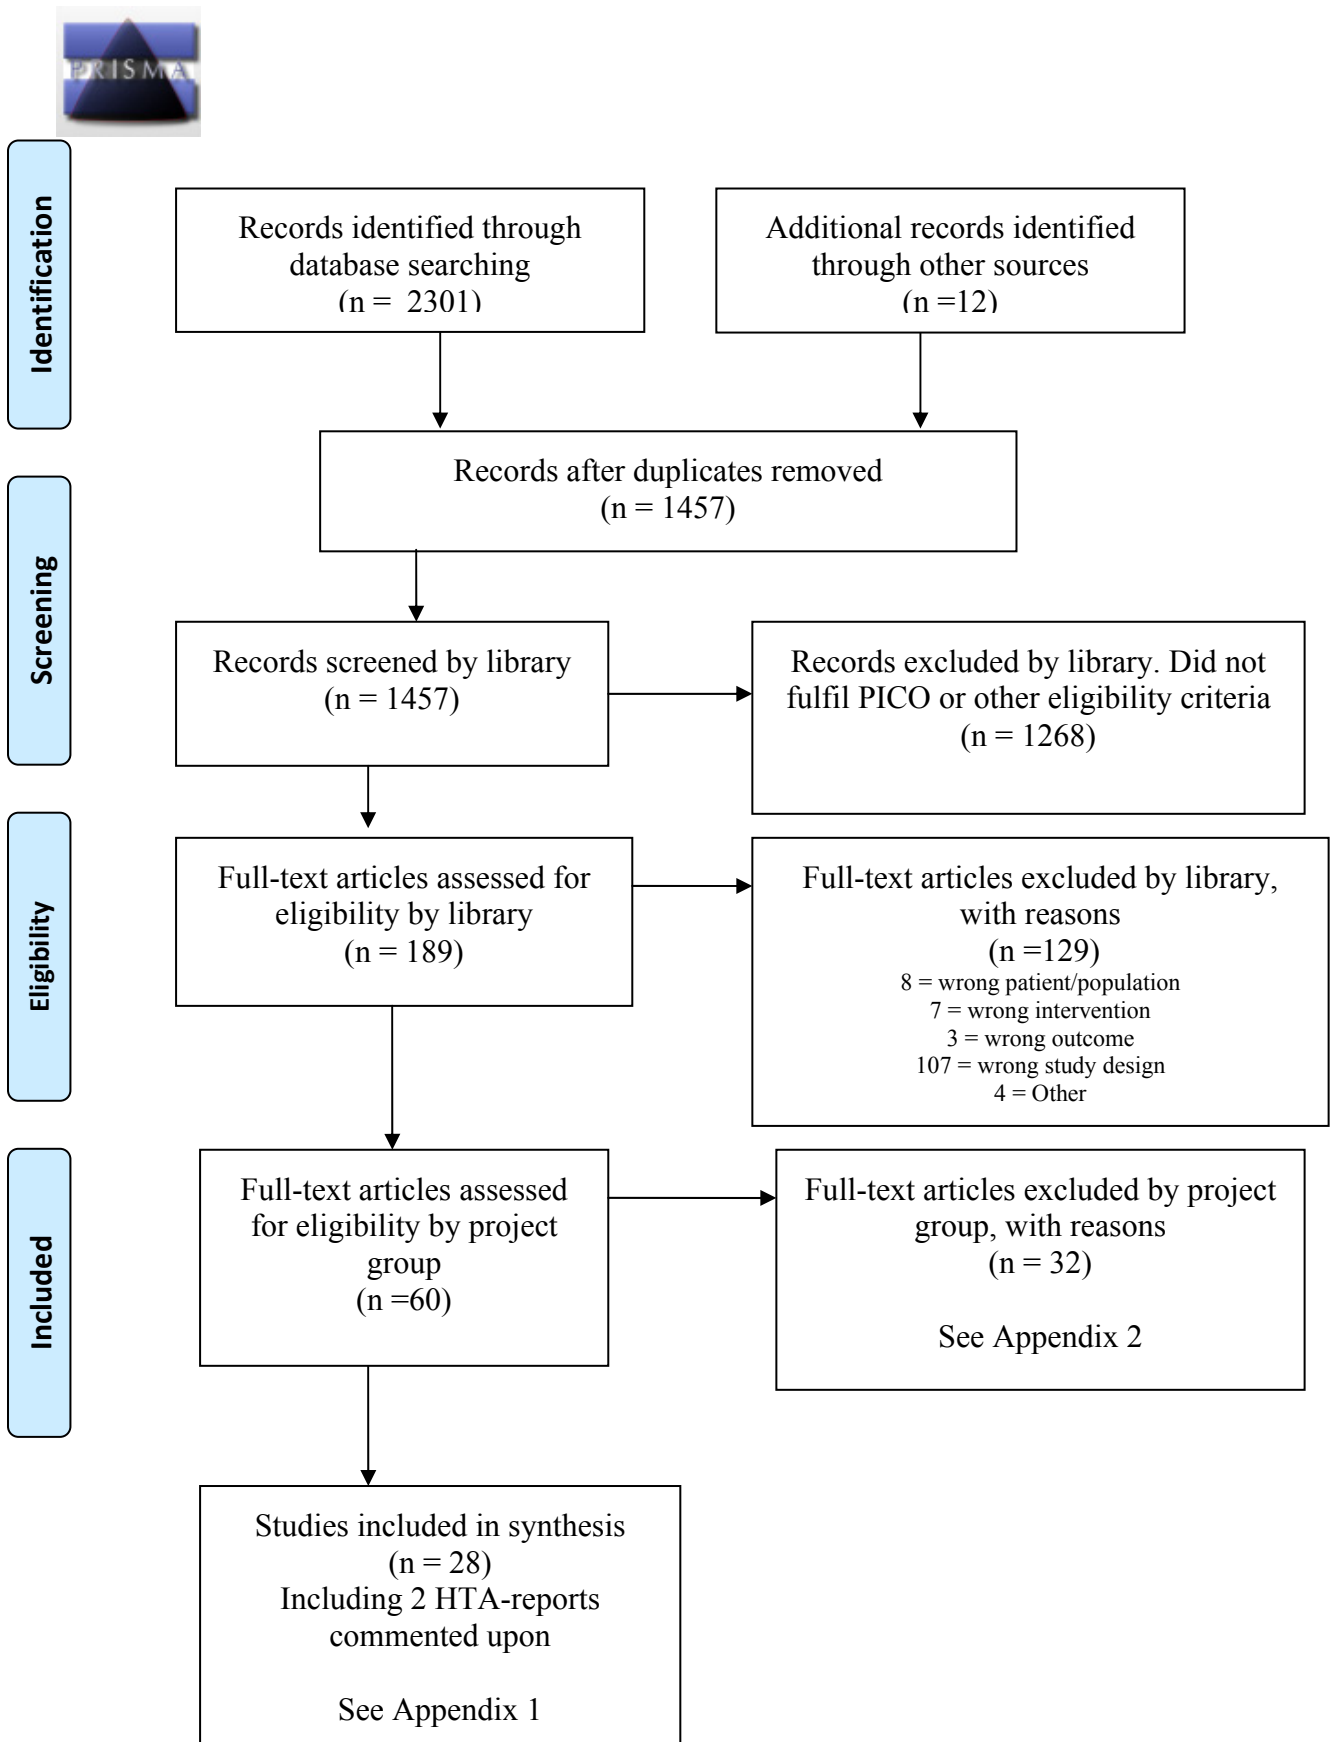 PRISMA
Identification
Records identified through
database searching
(n = 2301)
Additional records identified
through other sources
(n =12)
Records after duplicates removed
(n = 1457)
Screening
Records screened by library
(n = 1457)
Records excluded by library. Did not
fulfil PICO or other eligibility criteria
(n = 1268)
Eligibility
Full-text articles assessed for
eligibility by library
(n = 189)
Full-text articles excluded by library,
with reasons
(n =129)
8 = wrong patient/population
7 = wrong intervention
3 = wrong outcome
107 = wrong study design
4 = Other
Included
Full-text articles assessed
for eligibility by project
group
(n =60)
Full-text articles excluded by project
group, with reasons
(n = 32)
See Appendix 2
Studies included in synthesis
(n = 28)
Including 2 HTA-reports
commented upon
See Appendix 1